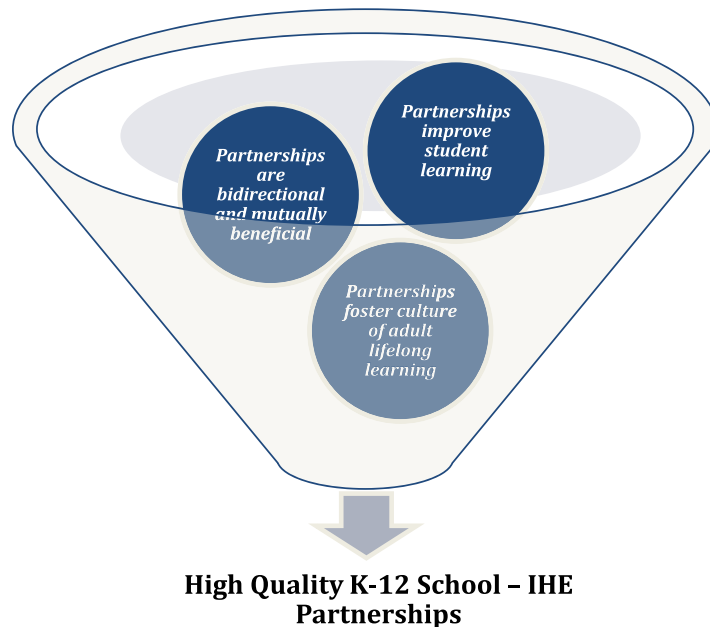 Partnerships
improve
student
learning
Partnerships
are
bidirectional
and mutually
beneficial
Partnerships
foster culture
of adult
lifelong
learning
High Quality K-12 School – IHE
Partnerships